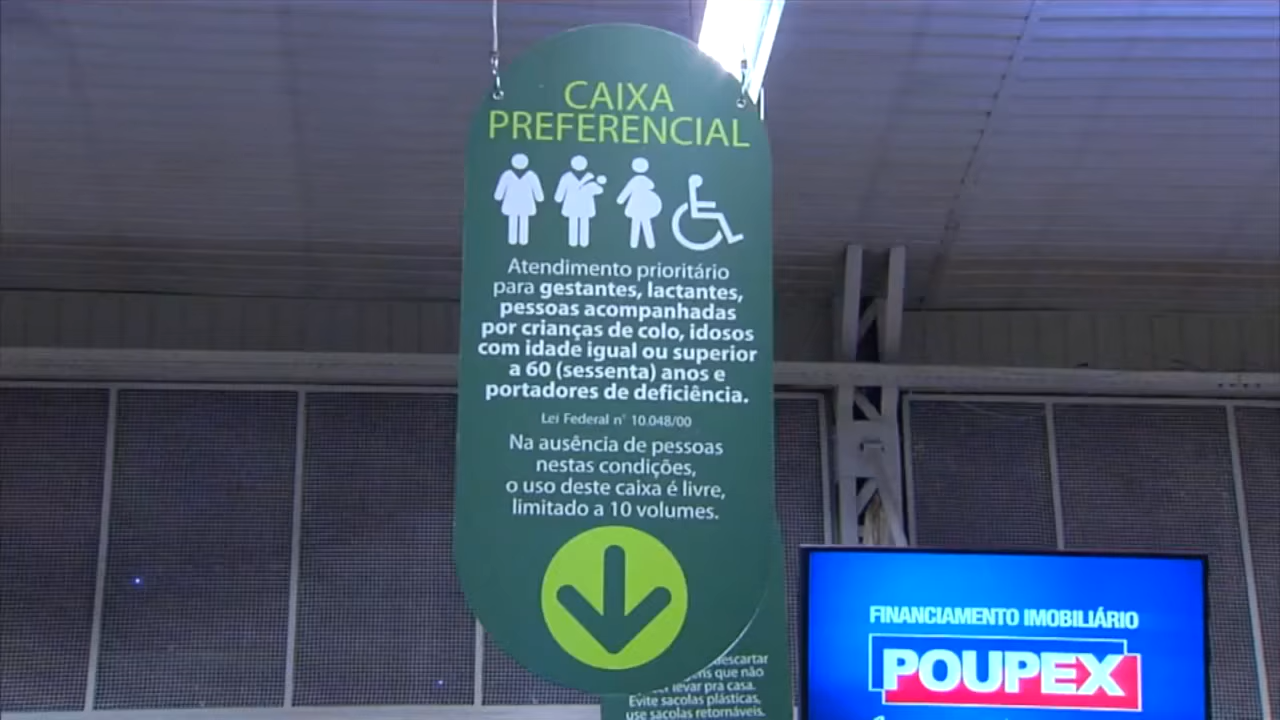 CAIXA
PREFERENCIAL
Atendimento prioritário
para gestantes, lactantes,
pessoas acompanhadas
por crianças de colo, idosos
com idade igual ou superior
a 60 (sessenta) anos e
portadores de deficiência.
Lei Federal n° 10.048/00
Na ausência de pessoas
nestas condições,
o uso deste caixa é livre,
limitado a 10 volumes.
descartar
que não
levar pra casa.
Evite sacolas plásticas,
use sacolas retornáveis.
FINANCIAMENTO IMOBILIÁRIO
POUPEX